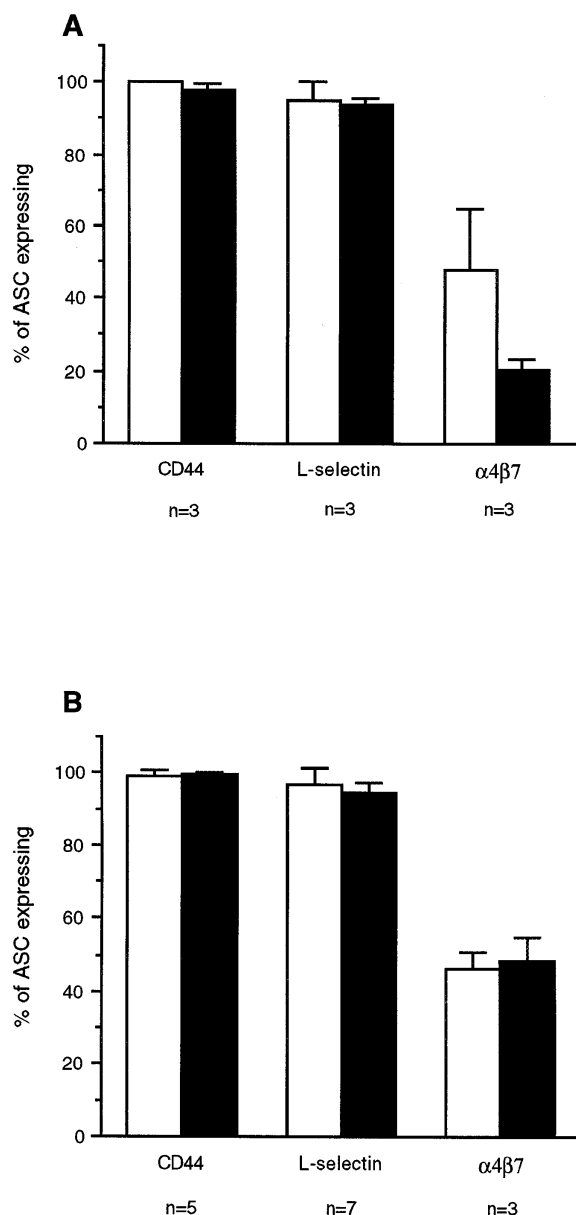 A
100
80
60
40
20
0
% of ASC expressing
CD44 L-selectin α4β7
n=3 n=3 n=3
B
100
80
60
40
20
0
% of ASC expressing
CD44 L-selectin α4β7
n=5 n=7 n=3